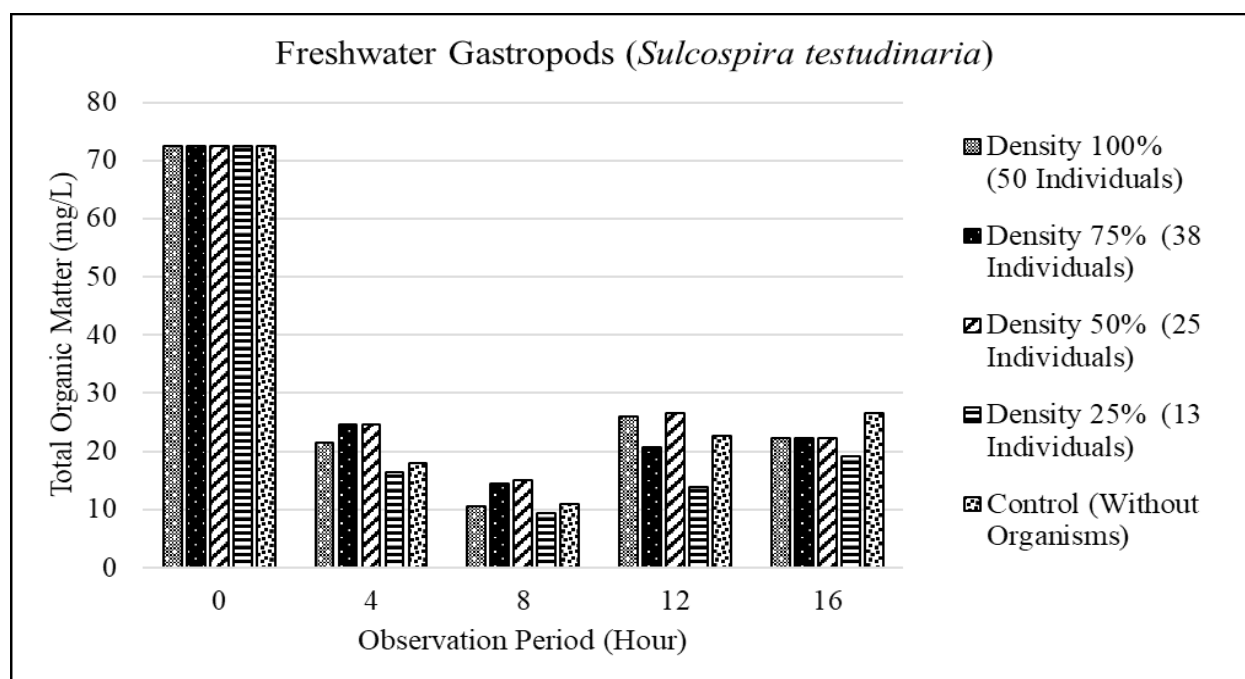 Freshwater Gastropods (Sulcospira testudinaria)
80
70
60
50
40
30
20
10
0
Total Organic Matter (mg/L)
0 4 8 12 16
Observation Period (Hour)
Density 100%
(50 Individuals)
Density 75% (38
Individuals)
Density 50% (25
Individuals)
Density 25% (13
Individuals)
Control (Without
Organisms)